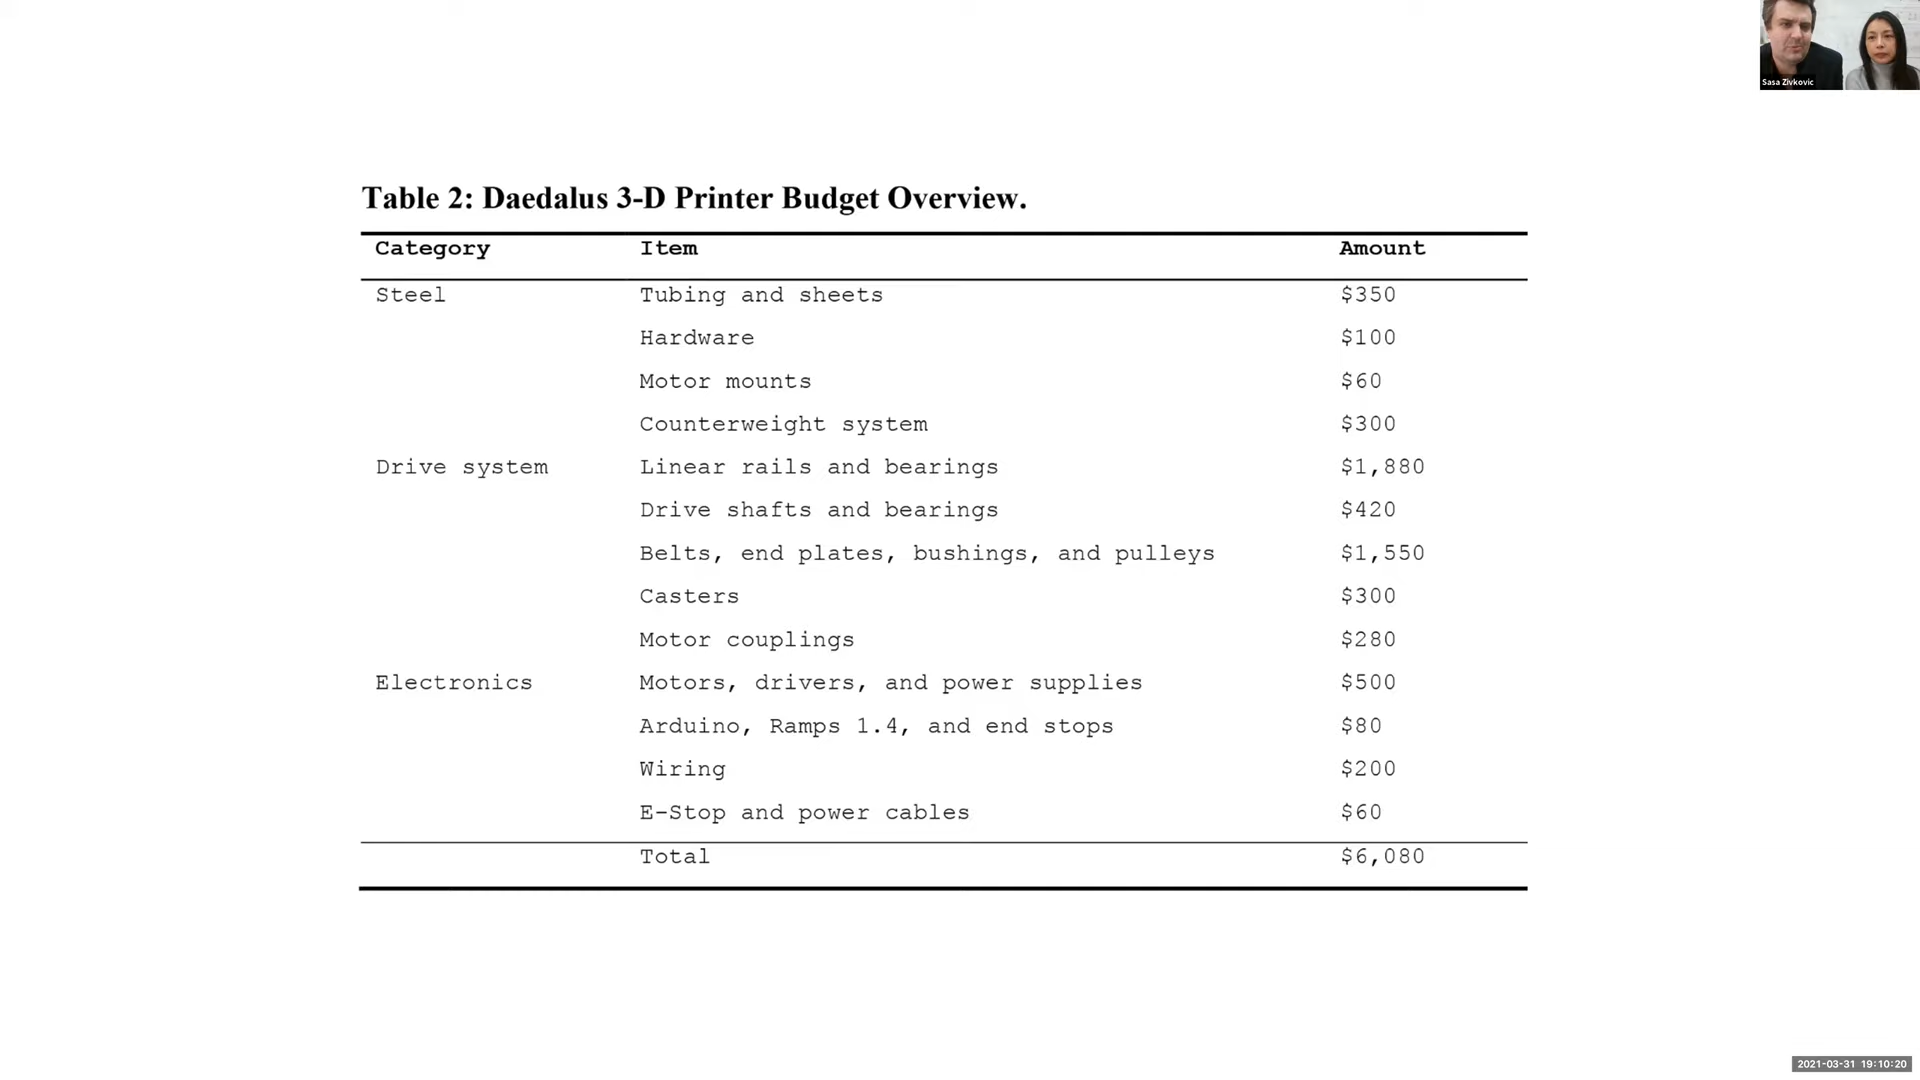 Sasa Zivkovic
Table 2: Daedalus 3-D Printer Budget Overview.
Category Item Amount
Steel Tubing and sheets $350
Hardware $100
Motor mounts $60
Counterweight system $300
Drive system Linear rails and bearings $1,880
Drive shafts and bearings $420
Belts, end plates, bushings, and pulleys $1,550
Casters $300
Motor couplings $280
Electronics Motors, drivers, and power supplies $500
Arduino, Ramps 1.4, and end stops $80
Wiring $200
E-Stop and power cables $60
Total $6,080
2021-03-31 19:10:20